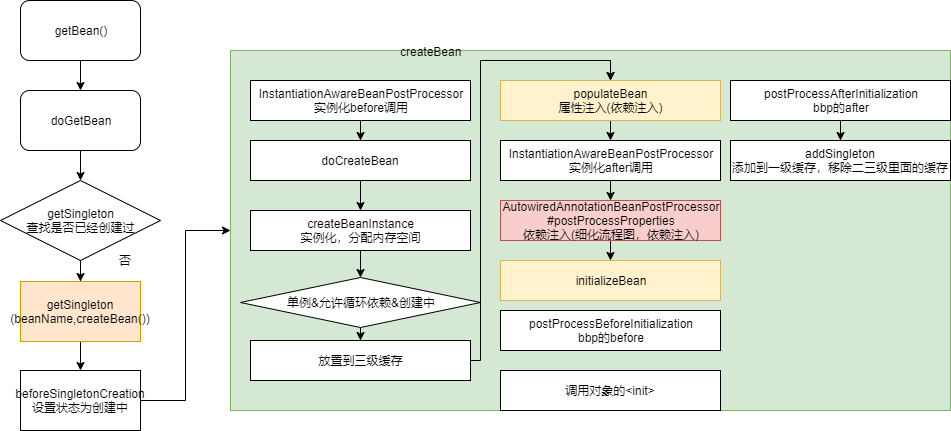 getBean()
doGetBean
getSingleton
查找是否已经创建过
否
getSingleton
(beanName,createBean())
beforeSingletonCreation
设置状态为创建中
createBean
InstantiationAwareBeanPostProcessor
实例化before调用
doCreateBean
createBeanInstance
实例化，分配内存空间
单例&允许循环依赖&创建中
放置到三级缓存
populateBean
属性注入(依赖注入)
InstantiationAwareBeanPostProcessor
实例化after调用
AutowiredAnnotationBeanPostProcessor
#postProcessProperties
依赖注入(细化流程图，依赖注入)
initializeBean
postProcessBeforeInitialization
bbp的before
调用对象的<init>
postProcessAfterInitialization
bbp的after
addSingleton
添加到一级缓存，移除二三级里面的缓存